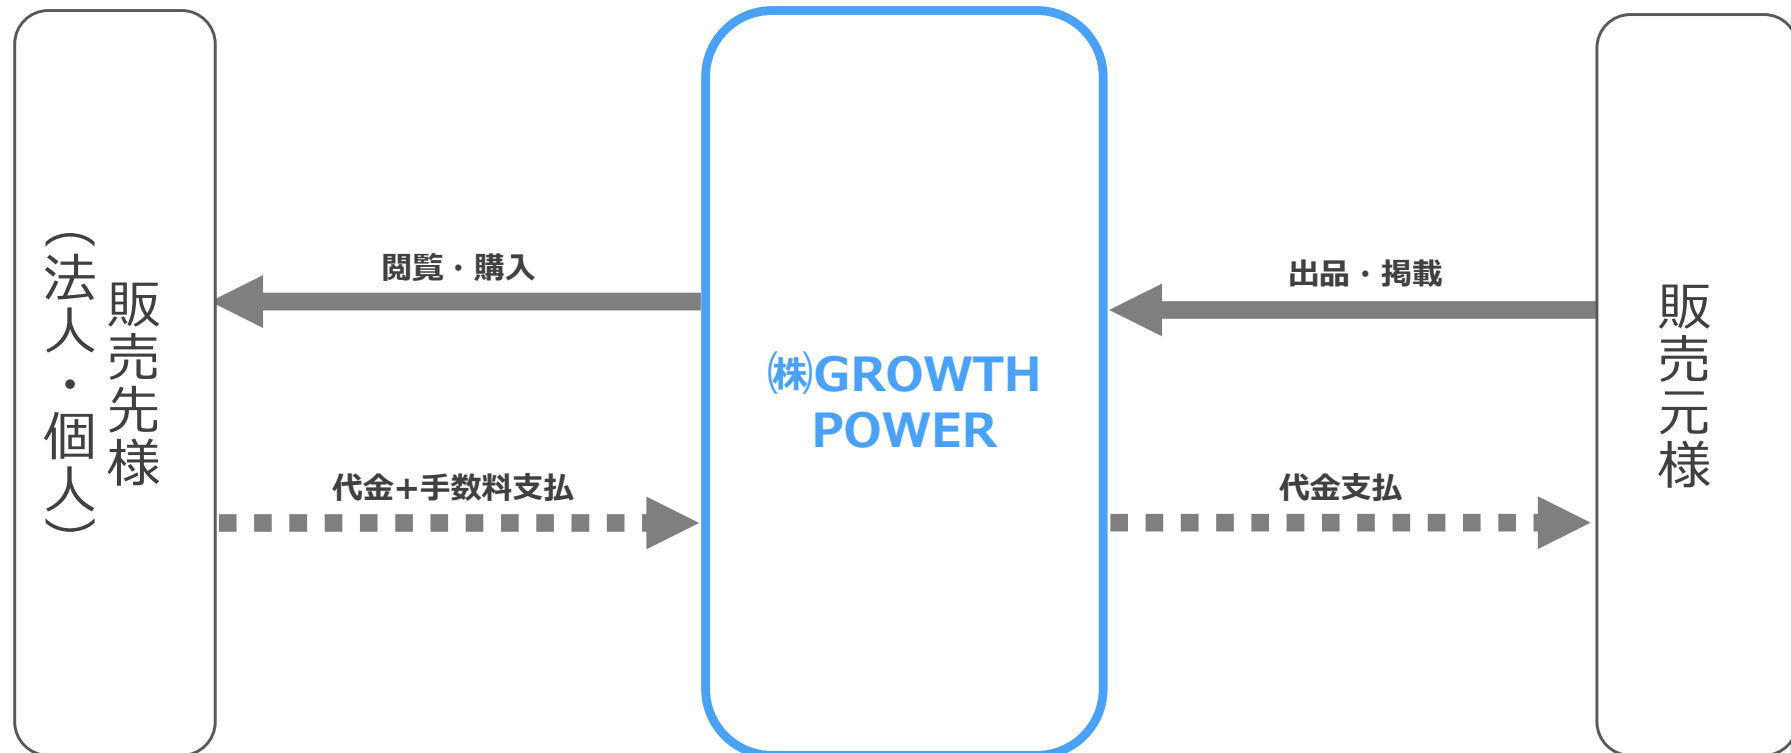 販売先様
（法人・個人）
閲覧・購入
代金+手数料支払
㈱GROWTH
POWER
出品・掲載
代金支払
販売元様